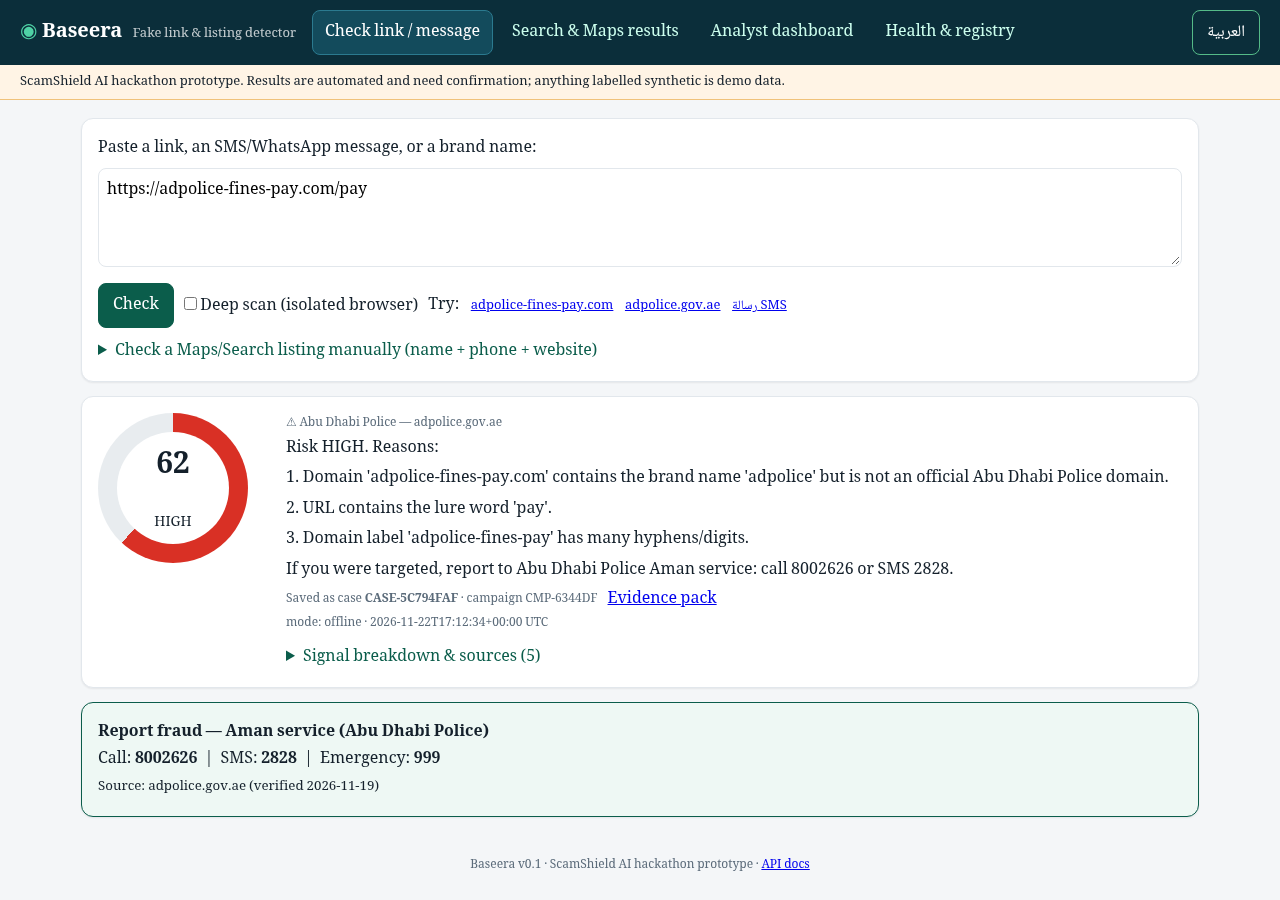 Baseera Fake link & listing detector Check link / message Search & Maps results Analyst dashboard Health & registry العربية
ScamShield AI hackathon prototype. Results are automated and need confirmation; anything labelled synthetic is demo data.
Paste a link, an SMS/WhatsApp message, or a brand name:
https://adpolice-fines-pay.com/pay
Check Deep scan (isolated browser) Try: adpolice-fines-pay.com adpolice.gov.ae رسالة SMS
Check a Maps/Search listing manually (name + phone + website)
62
HIGH
⚠ Abu Dhabi Police — adpolice.gov.ae
Risk HIGH. Reasons:
1. Domain 'adpolice-fines-pay.com' contains the brand name 'adpolice' but is not an official Abu Dhabi Police domain.
2. URL contains the lure word 'pay'.
3. Domain label 'adpolice-fines-pay' has many hyphens/digits.
If you were targeted, report to Abu Dhabi Police Aman service: call 8002626 or SMS 2828.
Saved as case CASE-5C794FAF · campaign CMP-6344DF Evidence pack
mode: offline · 2026-11-22T17:12:34+00:00 UTC
Signal breakdown & sources (5)
Report fraud — Aman service (Abu Dhabi Police)
Call: 8002626 | SMS: 2828 | Emergency: 999
Source: adpolice.gov.ae (verified 2026-11-19)
Baseera v0.1 · ScamShield AI hackathon prototype · API docs